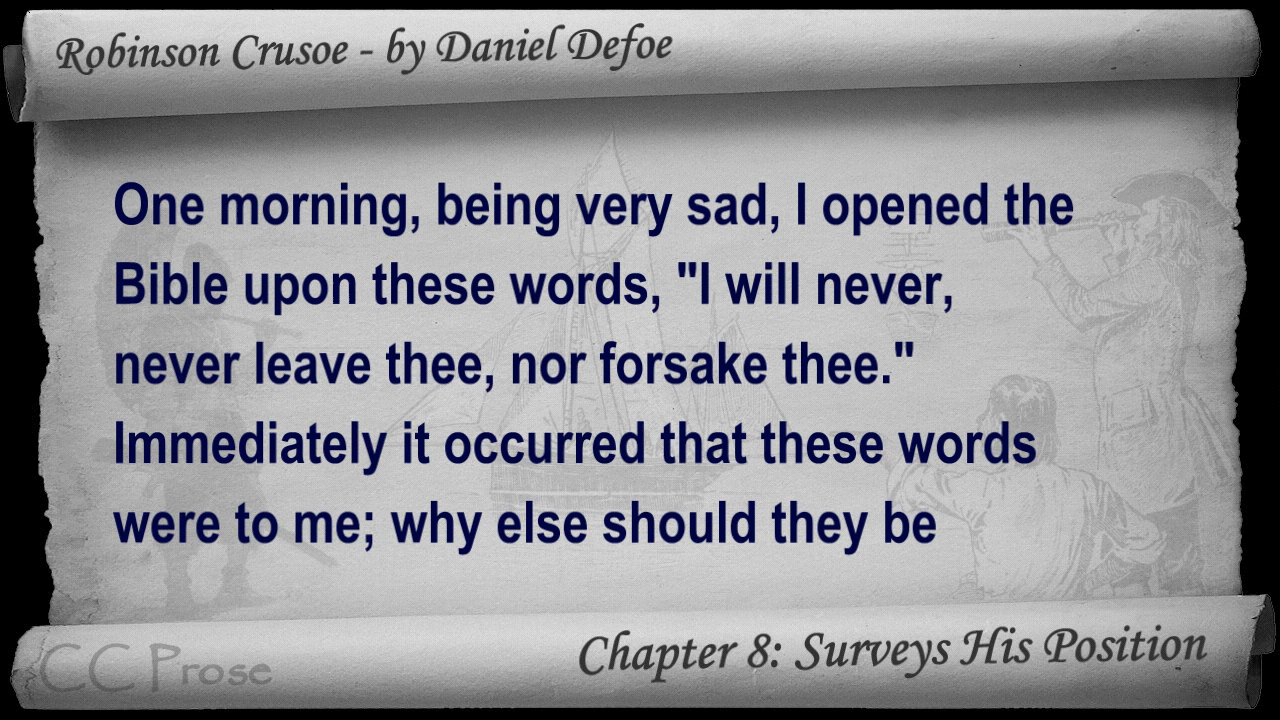 Robinson Crusoe - by Daniel Defoe
One morning, being very sad, I opened the
Bible upon these words, "I will never,
never leave thee, nor forsake thee."
Immediately it occurred that these words
were to me; why else should they be
CC Prose
Chapter 8: Surveys His Position